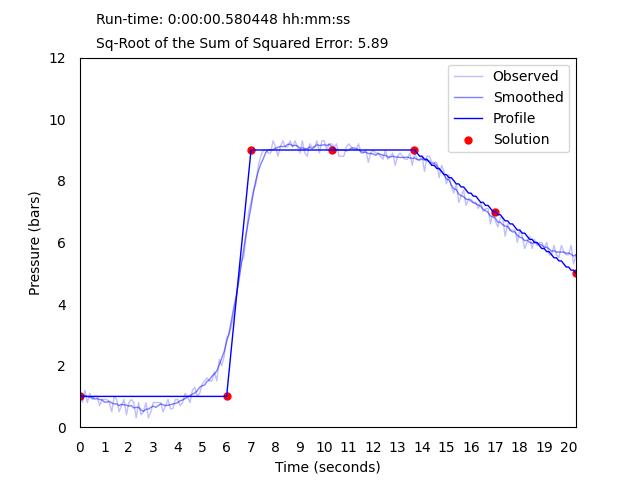 Run-time: 0:00:00.580448 hh:mm:ss
Sq-Root of the Sum of Squared Error: 5.89
12
10
8
6
4
2
0
Pressure (bars)
Observed
Smoothed
Profile
Solution
0 1 2 3 4 5 6 7 8 9 10 11 12 13 14 15 16 17 18 19 20
Time (seconds)